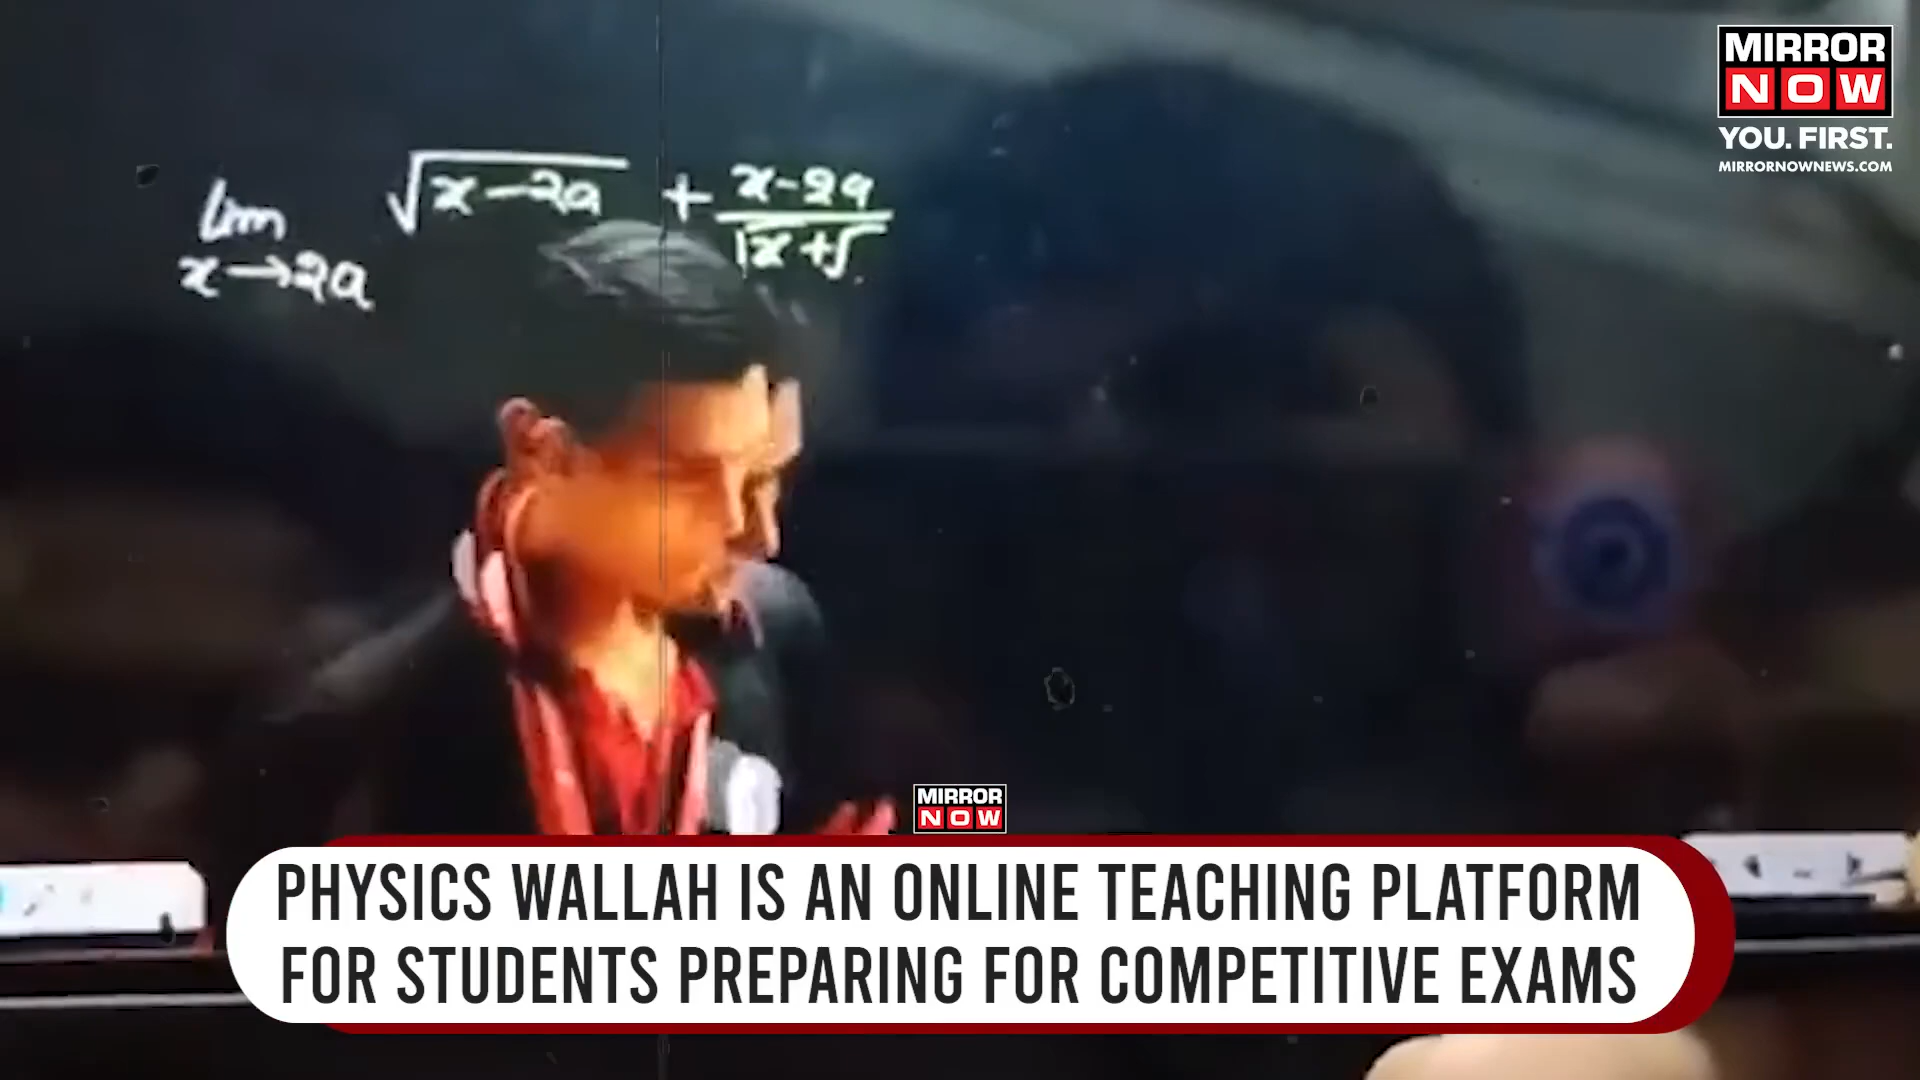 MIRROR
NOW
YOU. FIRST.
MIRRORNOWNEWS.COM
lim
x→2a
√x-2a + x-2a
√x+√
MIRROR
NOW
PHYSICS WALLAH IS AN ONLINE TEACHING PLATFORM
FOR STUDENTS PREPARING FOR COMPETITIVE EXAMS